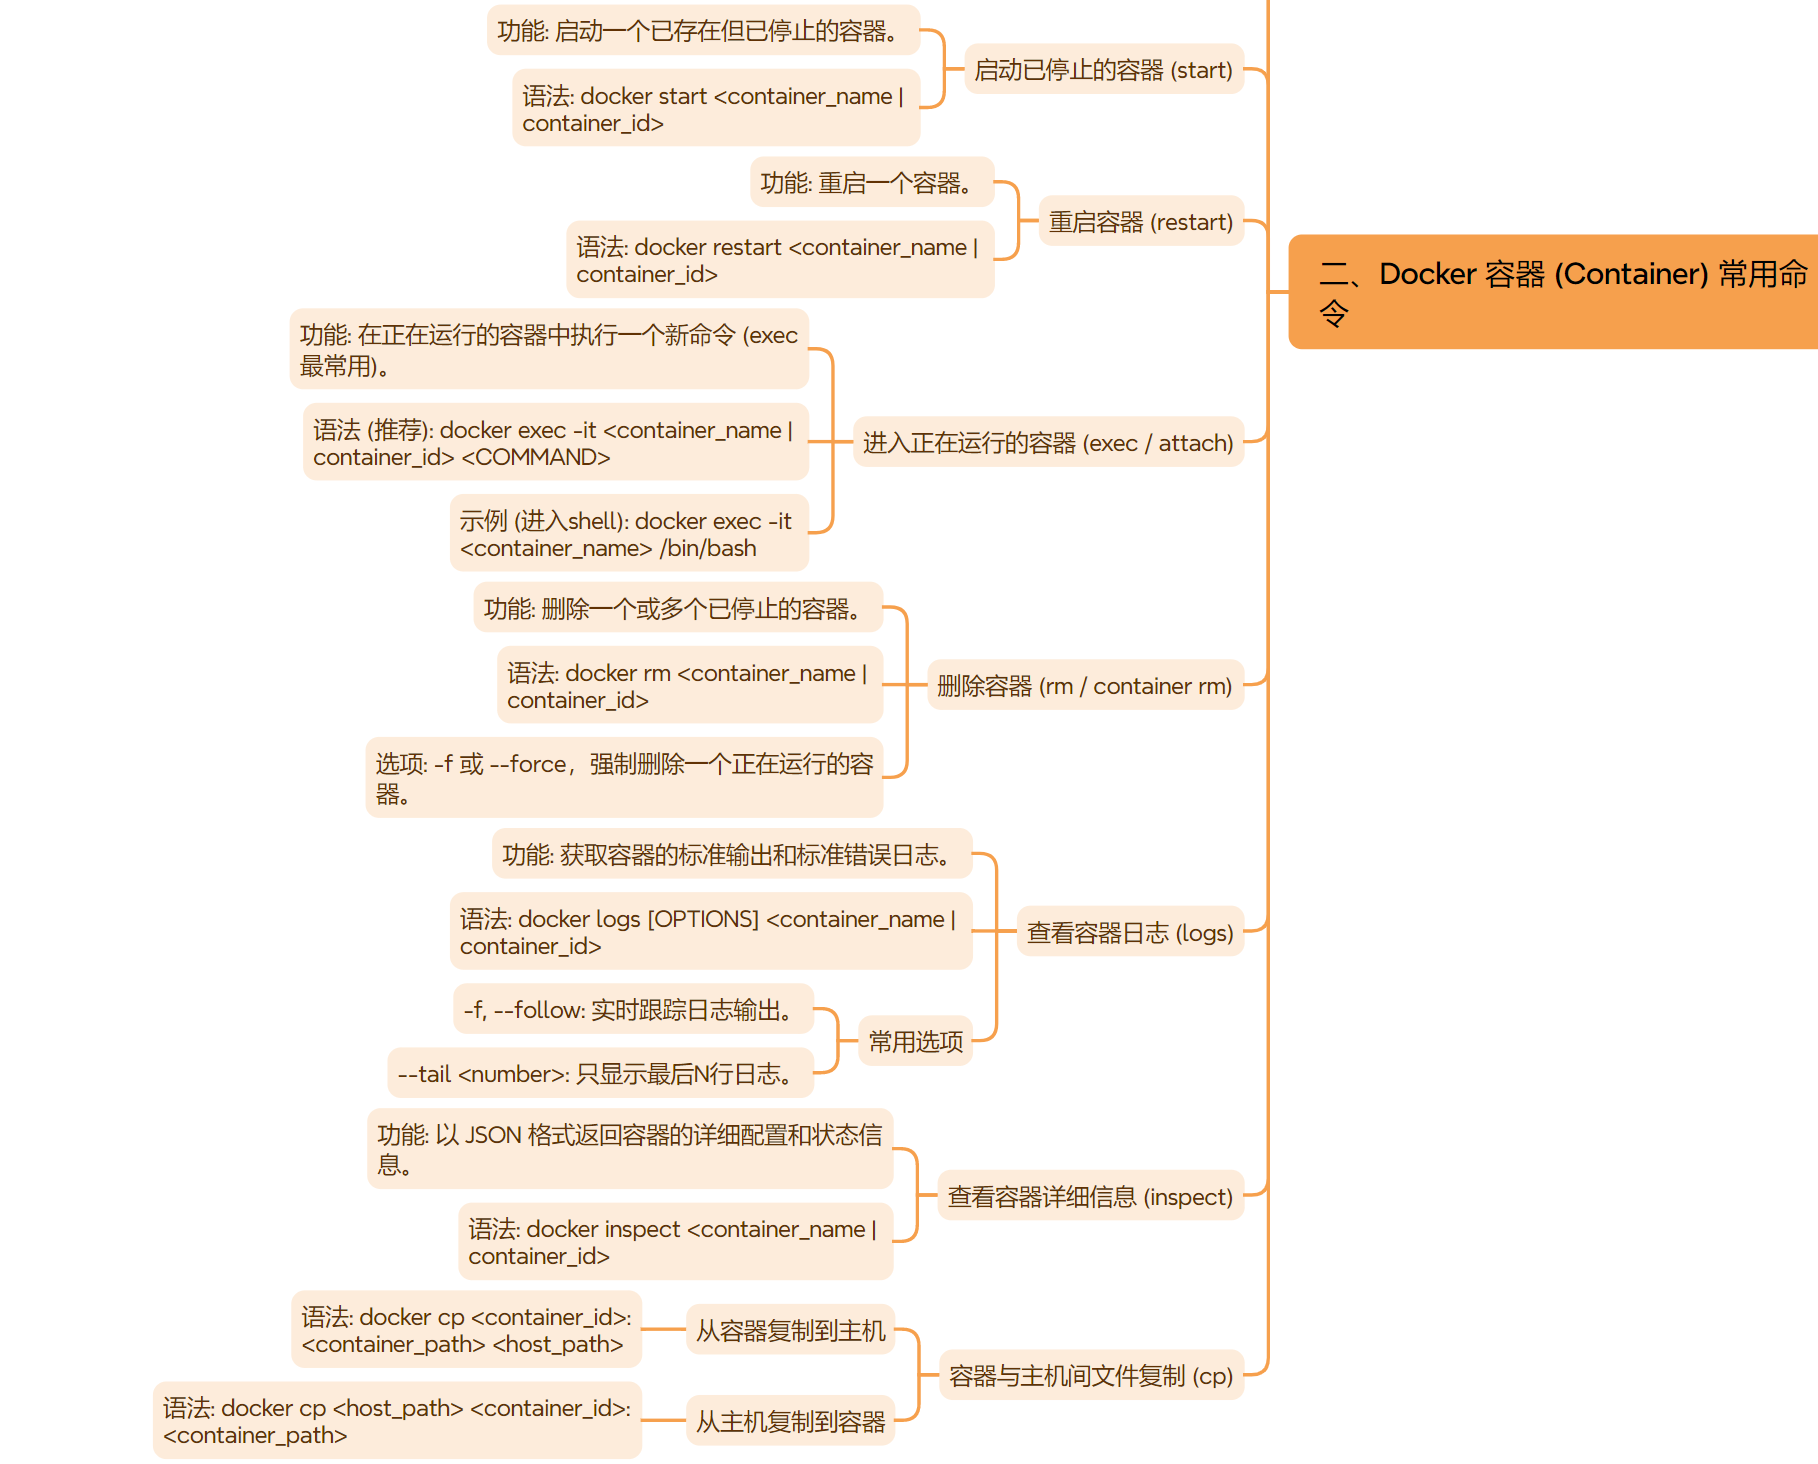 二、Docker 容器 (Container) 常用命
令
启动已停止的容器 (start)
功能: 启动一个已存在但已停止的容器。
语法: docker start <container_name |
container_id>
重启容器 (restart)
功能: 重启一个容器。
语法: docker restart <container_name |
container_id>
进入正在运行的容器 (exec / attach)
功能: 在正在运行的容器中执行一个新命令 (exec
最常用)。
语法 (推荐): docker exec -it <container_name |
container_id> <COMMAND>
示例 (进入shell): docker exec -it
<container_name> /bin/bash
删除容器 (rm / container rm)
功能: 删除一个或多个已停止的容器。
语法: docker rm <container_name |
container_id>
选项: -f 或 --force，强制删除一个正在运行的容
器。
查看容器日志 (logs)
功能: 获取容器的标准输出和标准错误日志。
语法: docker logs [OPTIONS] <container_name |
container_id>
常用选项
-f, --follow: 实时跟踪日志输出。
--tail <number>: 只显示最后N行日志。
查看容器详细信息 (inspect)
功能: 以 JSON 格式返回容器的详细配置和状态信
息。
语法: docker inspect <container_name |
container_id>
容器与主机间文件复制 (cp)
从容器复制到主机
语法: docker cp <container_id>:
<container_path> <host_path>
从主机复制到容器
语法: docker cp <host_path> <container_id>:
<container_path>